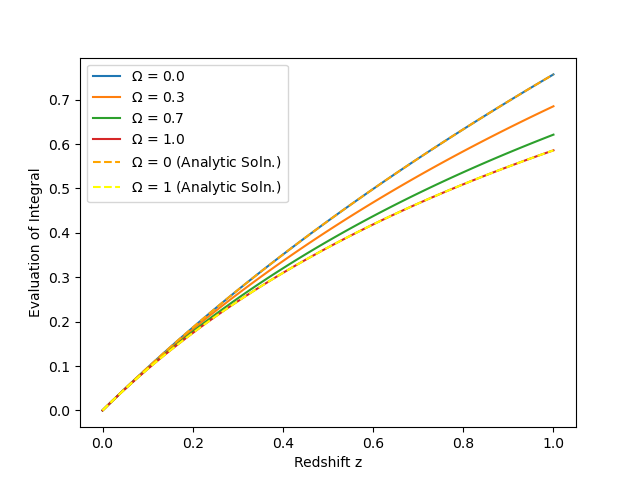 Ω = 0.0
Ω = 0.3
Ω = 0.7
Ω = 1.0
Ω = 0 (Analytic Soln.)
Ω = 1 (Analytic Soln.)
Evaluation of Integral
0.7
0.6
0.5
0.4
0.3
0.2
0.1
0.0
0.0 0.2 0.4 0.6 0.8 1.0
Redshift z